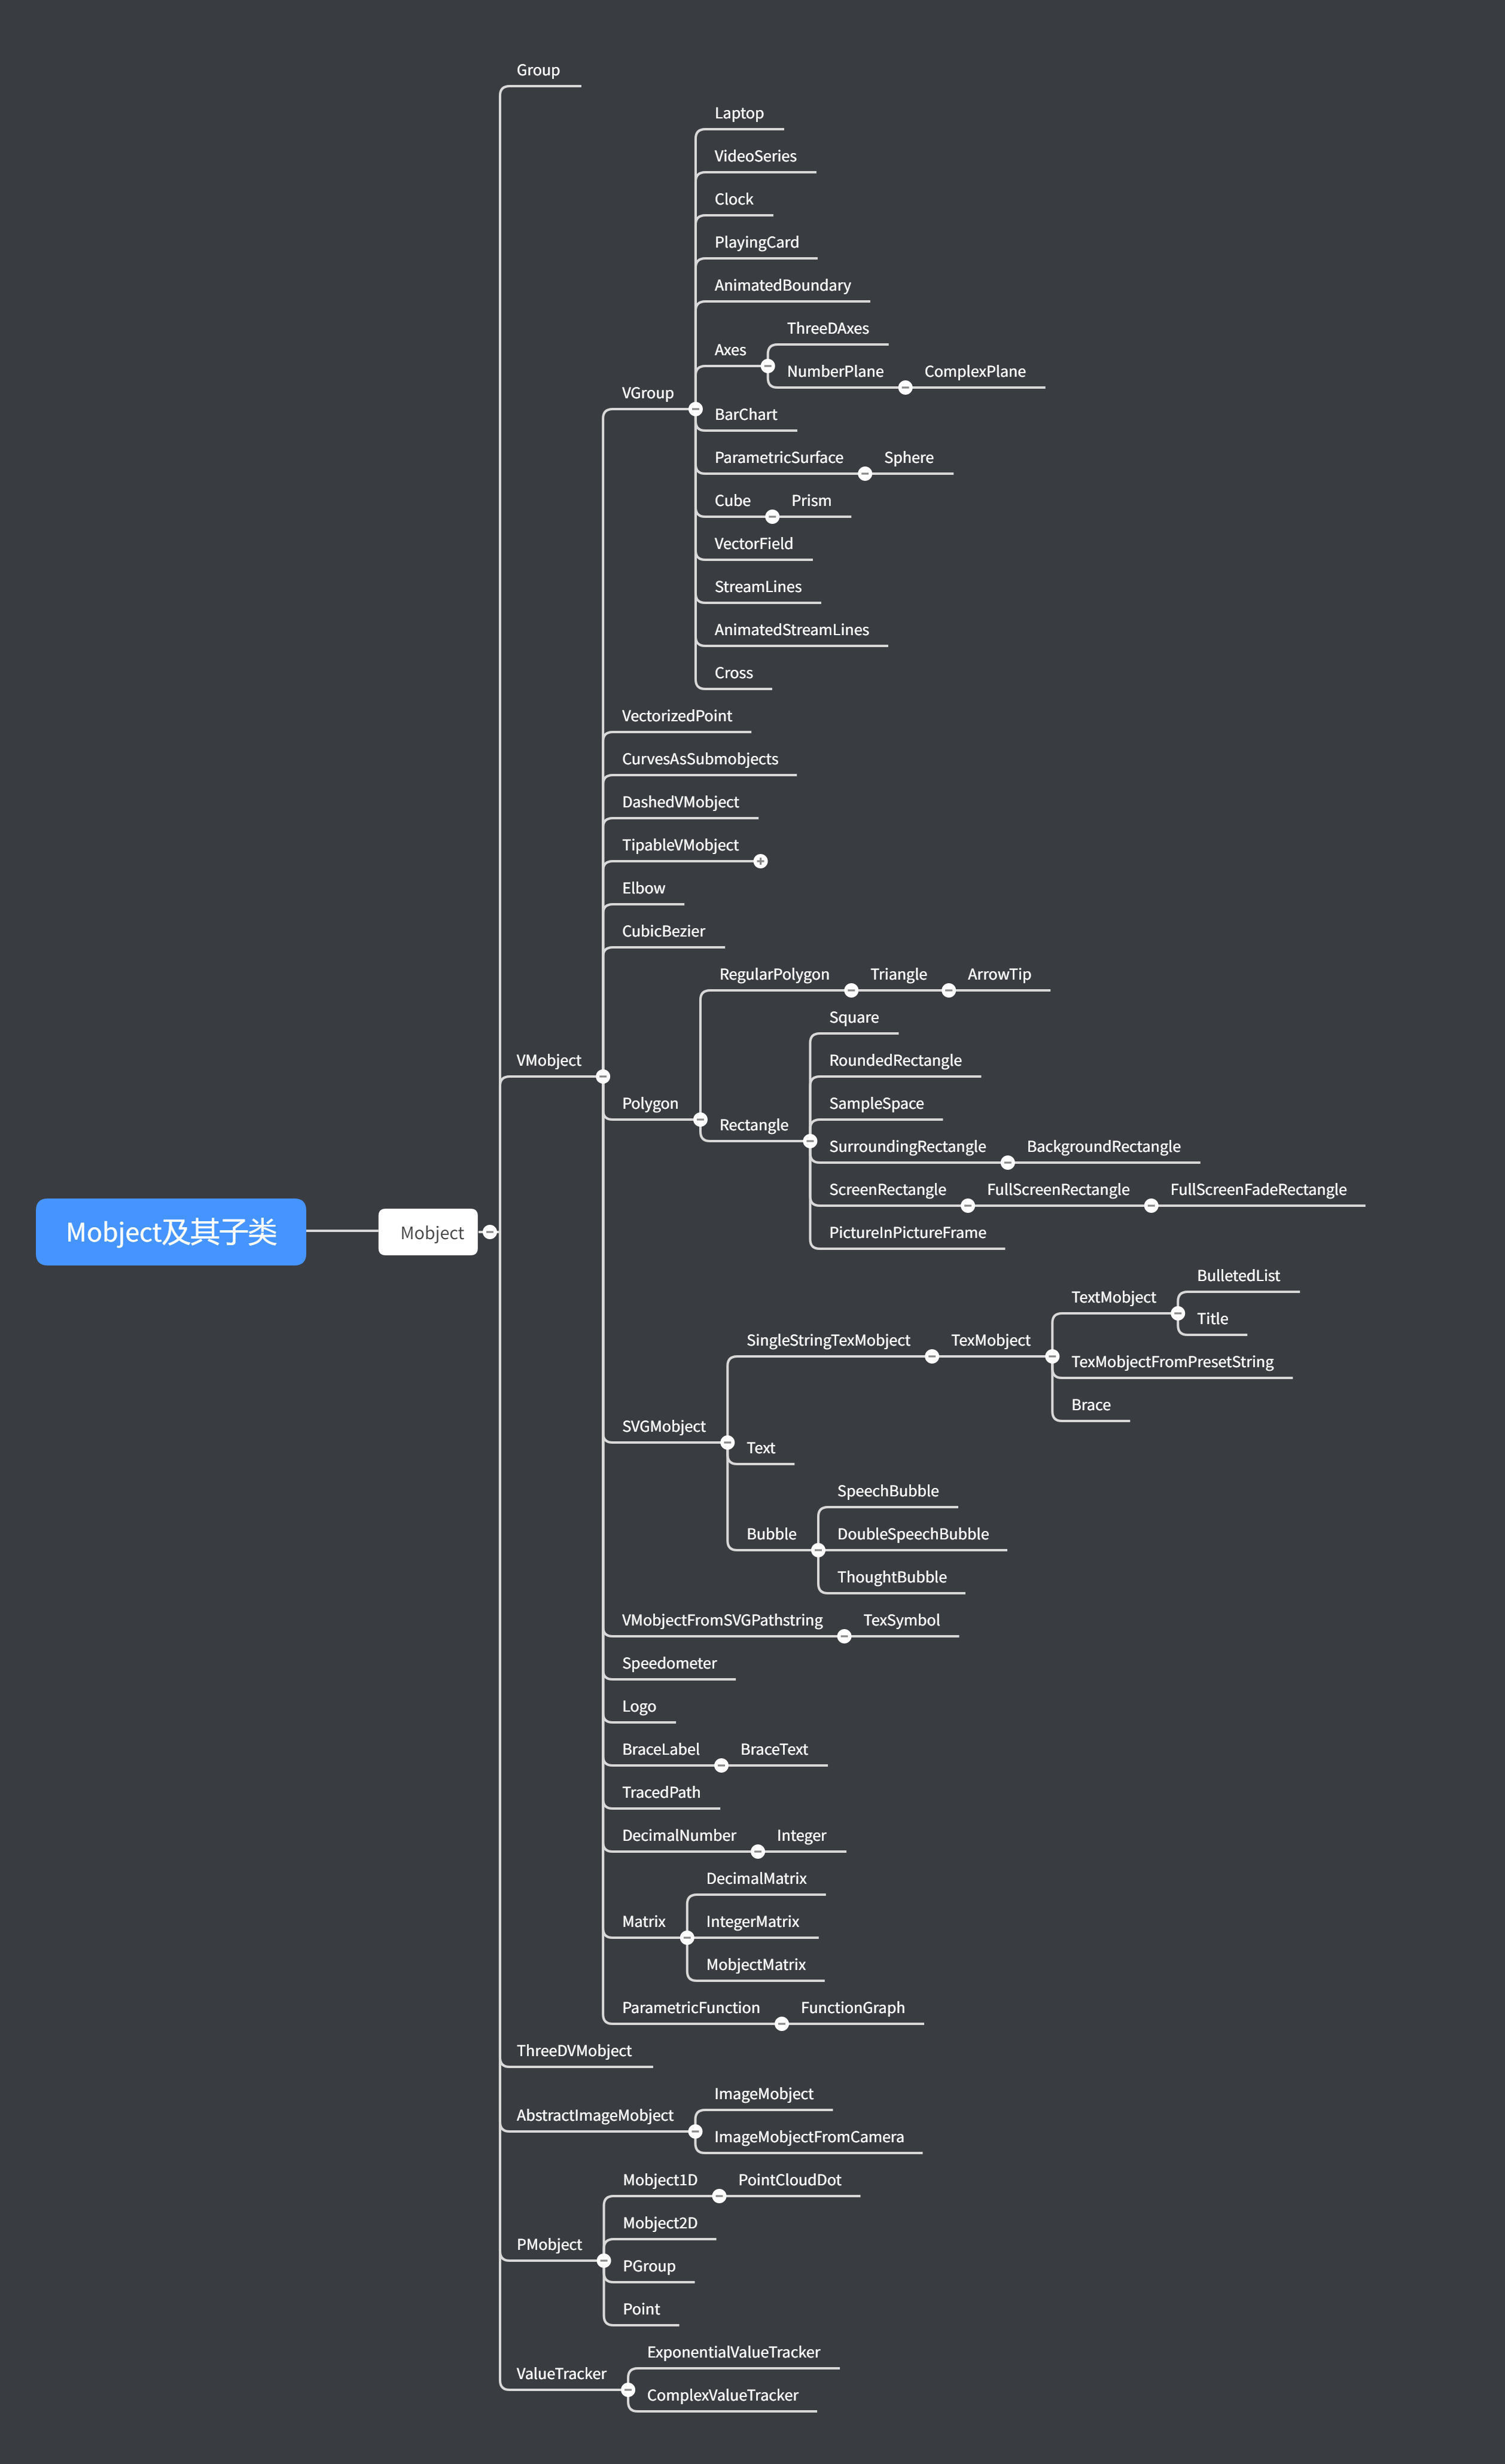 Group
Laptop
VideoSeries
Clock
PlayingCard
AnimatedBoundary
ThreeDAxes
Axes
NumberPlane ComplexPlane
VGroup
BarChart
ParametricSurface Sphere
Cube Prism
VectorField
StreamLines
AnimatedStreamLines
Cross
VectorizedPoint
CurvesAsSubmobjects
DashedVMobject
TipableVMobject
Elbow
CubicBezier
RegularPolygon Triangle ArrowTip
Square
VMobject RoundedRectangle
Polygon SampleSpace
Rectangle
SurroundingRectangle BackgroundRectangle
ScreenRectangle FullScreenRectangle FullScreenFadeRectangle
Mobject及其子类 Mobject PictureInPictureFrame
BulletedList
TextMobject
Title
SingleStringTexMobject TexMobject
TexMobjectFromPresetString
Brace
SVGMobject
Text
SpeechBubble
Bubble DoubleSpeechBubble
ThoughtBubble
VMobjectFromSVGPathstring TexSymbol
Speedometer
Logo
BraceLabel BraceText
TracedPath
DecimalNumber Integer
DecimalMatrix
Matrix IntegerMatrix
MobjectMatrix
ParametricFunction FunctionGraph
ThreeDVMobject
ImageMobject
AbstractImageMobject
ImageMobjectFromCamera
Mobject1D PointCloudDot
Mobject2D
PMobject
PGroup
Point
ExponentialValueTracker
ValueTracker
ComplexValueTracker